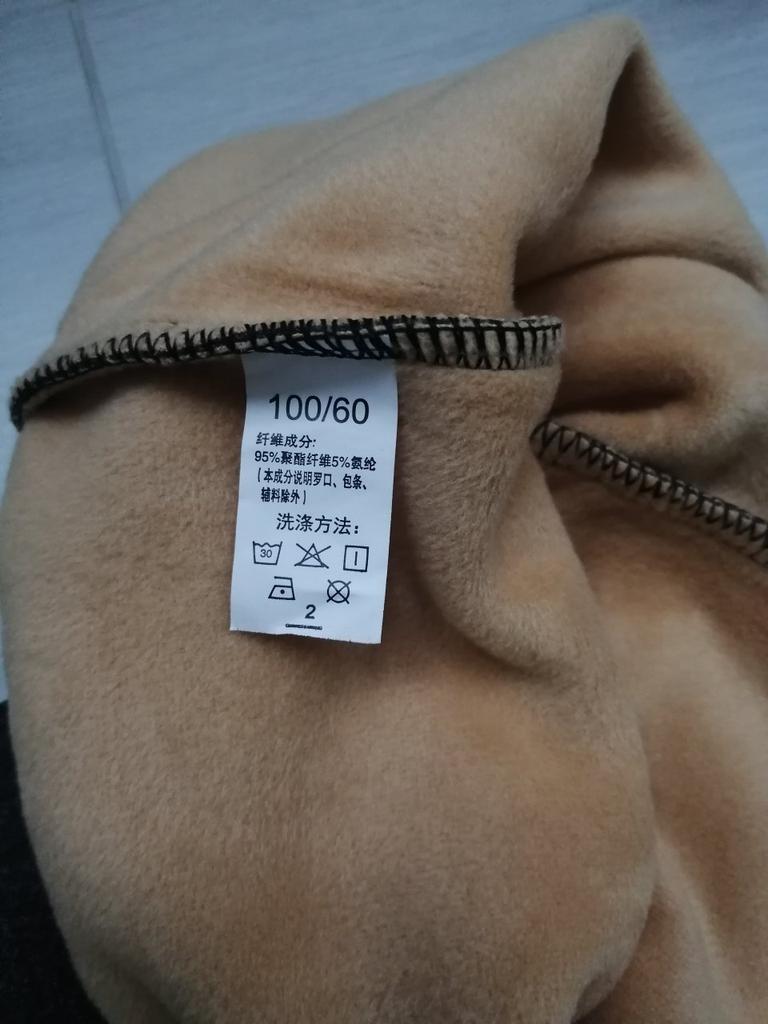 100/60
纤维成分:
95%聚酯纤维5%氨纶
(本成分说明罗口、包条、
辅料除外)
洗涤方法:
30
2